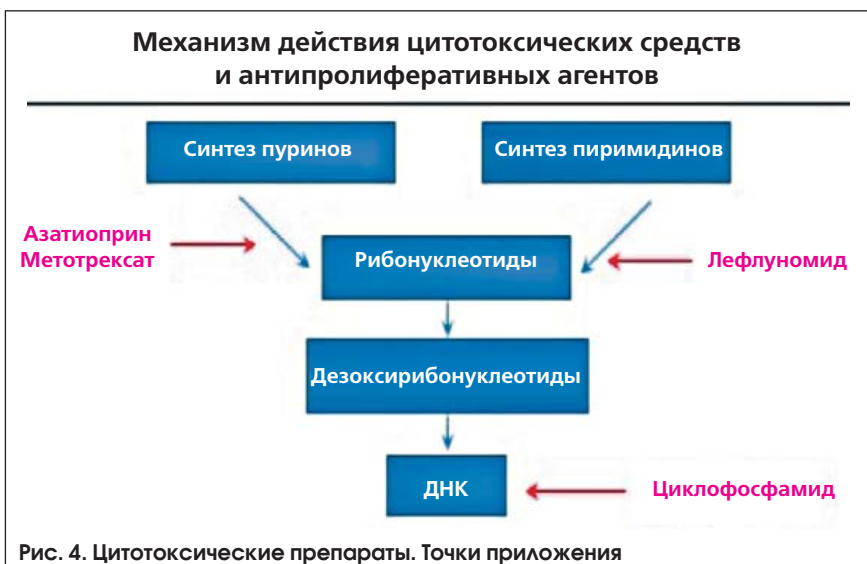 Механизм действия цитотоксических средств
и антипролиферативных агентов
Синтез пуринов
Синтез пиримидинов
Азатиоприн
Метотрексат
Рибонуклеотиды
Лефлуномид
Дезоксирибонуклеотиды
ДНК
Циклофосфамид
Рис. 4. Цитотоксические препараты. Точки приложения